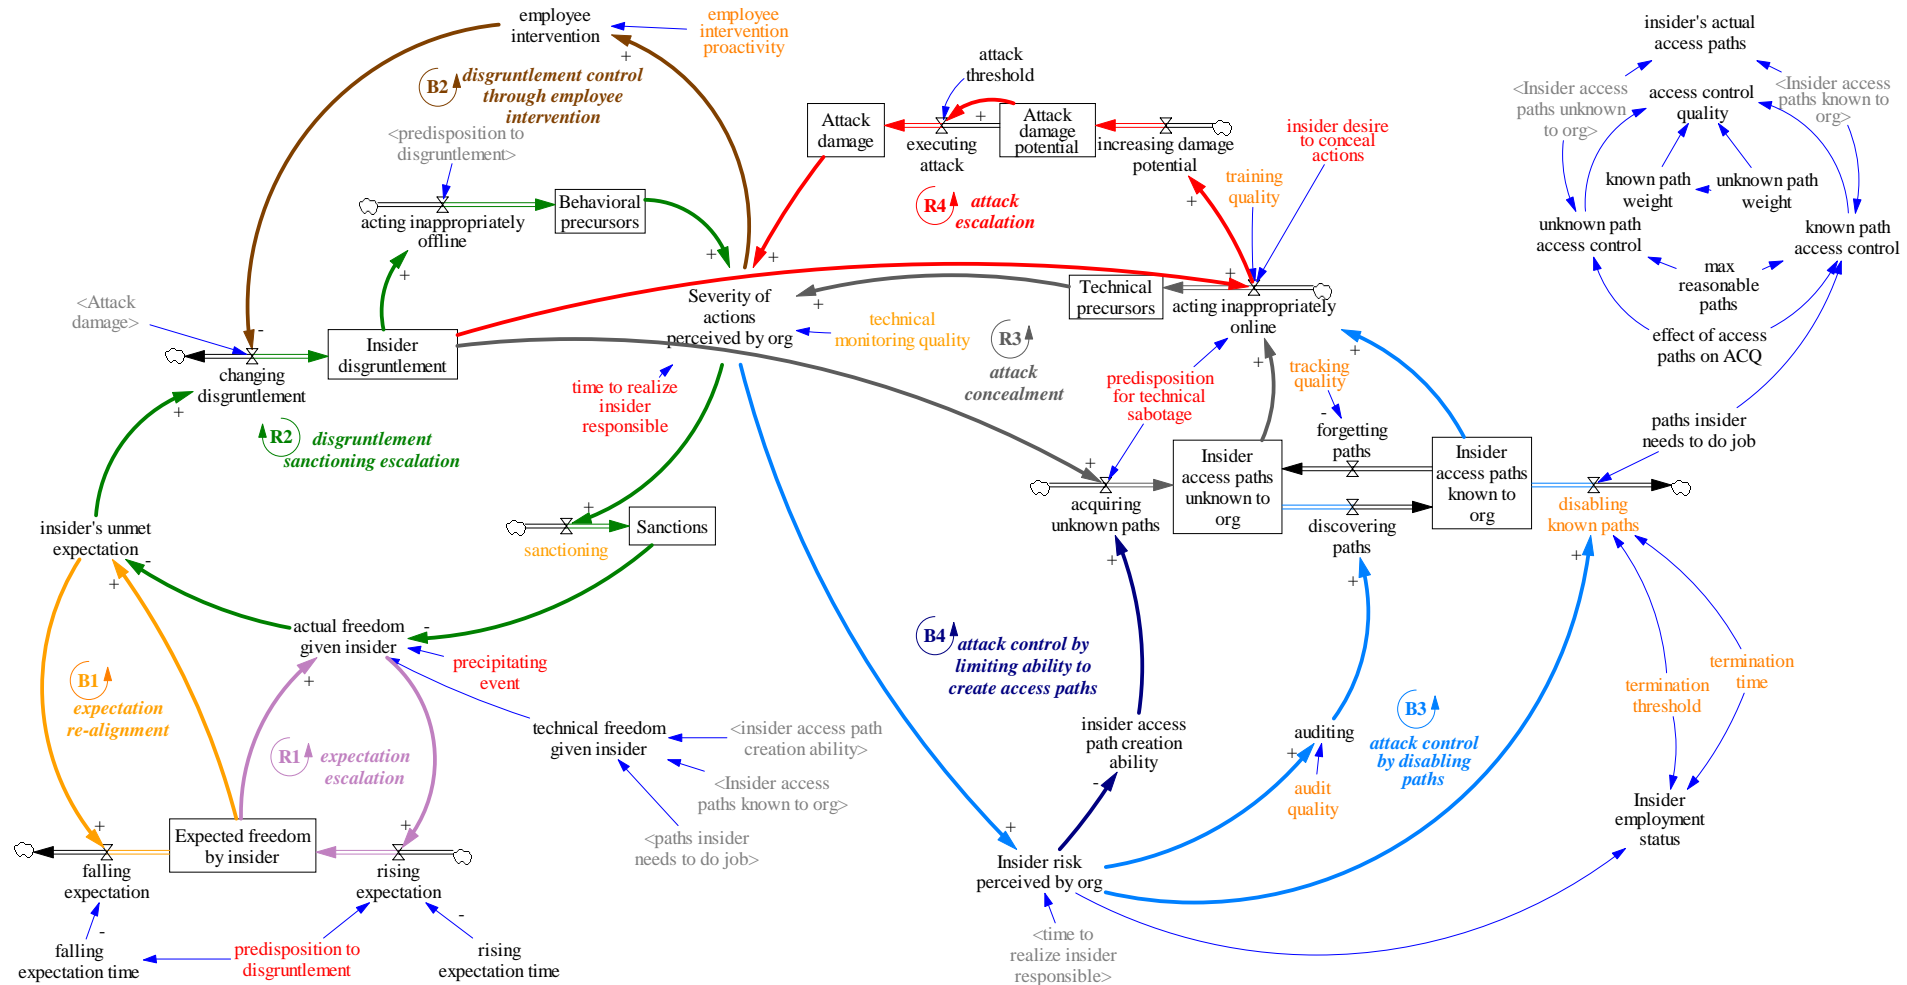 employee
intervention
employee
intervention
proactivity
B2
disgruntlement control
through employee
intervention
+
<predisposition to
disgruntlement>
acting inappropriately
offline
Behavioral
precursors
+
+
attack
threshold
Attack
damage
executing
attack
+
Attack
damage
potential
increasing damage
potential
+
R4
attack
escalation
+
insider desire
to conceal
actions
training
quality
insider's actual
access paths
<Insider access
paths unknown
to org>
<Insider access
paths known to
org>
access control
quality
known path
weight
unknown path
weight
unknown path
access control
known path
access control
max
reasonable
paths
effect of access
paths on ACQ
<Attack
damage>
-
changing
disgruntlement
+
Insider
disgruntlement
R2
disgruntlement
sanctioning escalation
Severity of
actions
perceived by org
+
technical
monitoring quality
time to realize
insider
responsible
Technical
precursors
+
acting inappropriately
online
R3
attack
concealment
predisposition
for technical
sabotage
+
+
tracking
quality
-
forgetting
paths
paths insider
needs to do job
+
acquiring
unknown paths
+
Insider
access paths
unknown to
org
discovering
paths
+
Insider
access paths
known to
org
disabling
known paths
+
insider's unmet
expectation
-
+
+
sanctioning
Sanctions
actual freedom
given insider
-
+
precipitating
event
B1
expectation
re-alignment
R1
expectation
escalation
technical freedom
given insider
<insider access path
creation ability>
<Insider access
paths known to org>
<paths insider
needs to do job>
B4
attack control by
limiting ability to
create access paths
insider access
path creation
ability
-
auditing
+
audit
quality
B3
attack control
by disabling
paths
termination
threshold
termination
time
Insider
employment
status
+
falling
expectation
Expected freedom
by insider
+
rising
expectation
-
falling
expectation time
predisposition to
disgruntlement
-
rising
expectation time
+
Insider risk
perceived by org
<time to
realize insider
responsible>